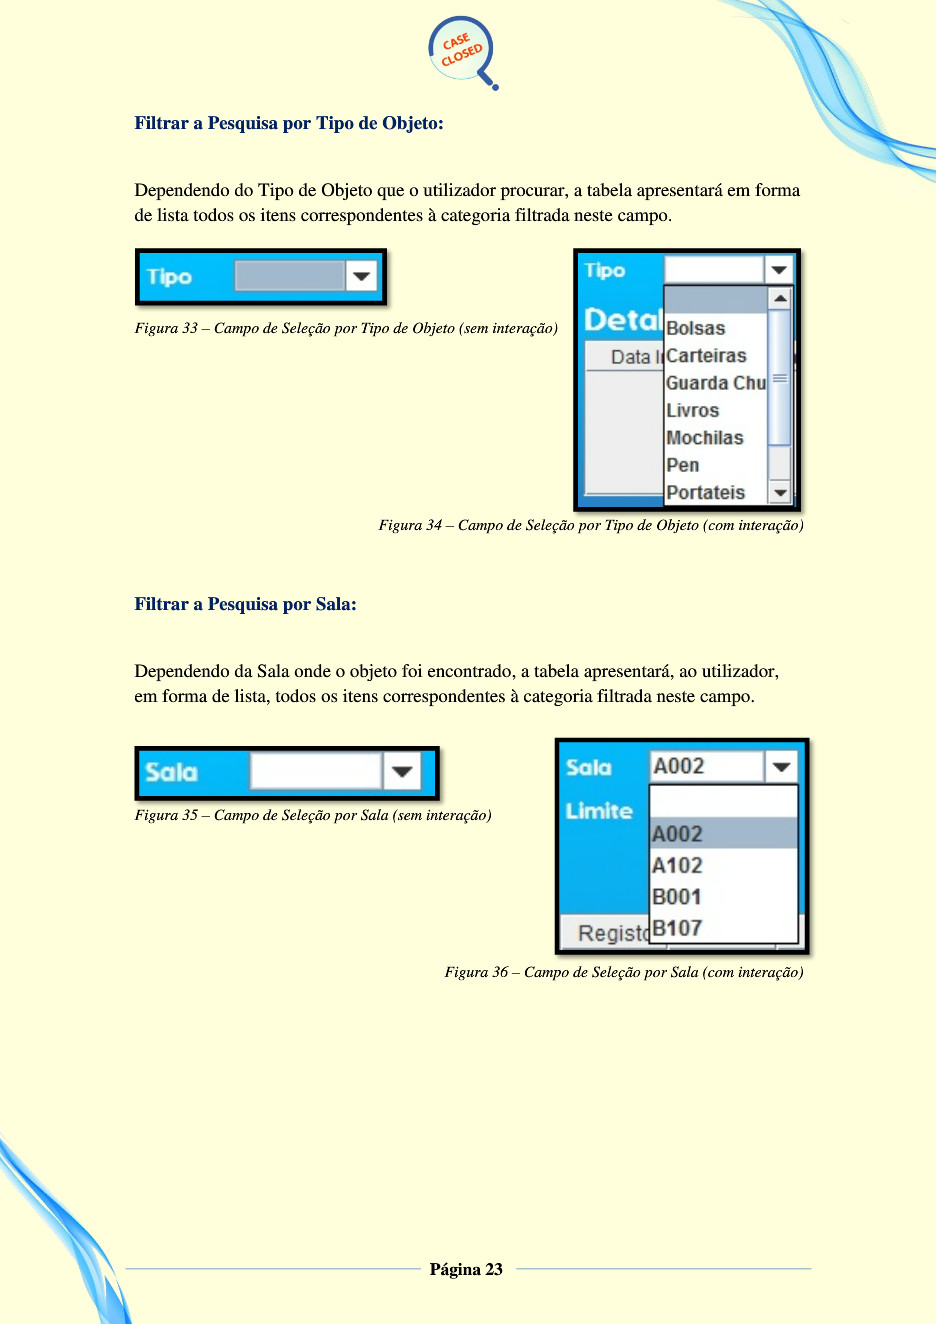 CASE
CLOSED
Filtrar a Pesquisa por Tipo de Objeto:
Dependendo do Tipo de Objeto que o utilizador procurar, a tabela apresentará em forma
de lista todos os itens correspondentes à categoria filtrada neste campo.
Tipo
Figura 33 – Campo de Seleção por Tipo de Objeto (sem interação)
Tipo
Detal
Data I
Bolsas
Carteiras
Guarda Chu
Livros
Mochilas
Pen
Portateis
Figura 34 – Campo de Seleção por Tipo de Objeto (com interação)
Filtrar a Pesquisa por Sala:
Dependendo da Sala onde o objeto foi encontrado, a tabela apresentará, ao utilizador,
em forma de lista, todos os itens correspondentes à categoria filtrada neste campo.
Sala
Figura 35 – Campo de Seleção por Sala (sem interação)
Sala A002
Limite
A002
A102
B001
B107
Registo
Figura 36 – Campo de Seleção por Sala (com interação)
Página 23